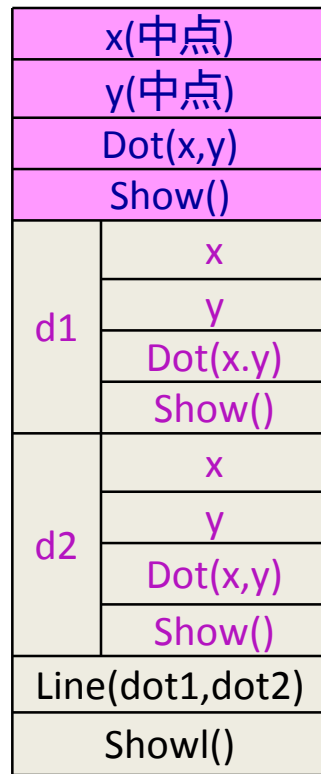 x(中点)
y(中点)
Dot(x,y)
Show()
d1
x
y
Dot(x.y)
Show()
d2
x
y
Dot(x,y)
Show()
Line(dot1,dot2)
Showl()